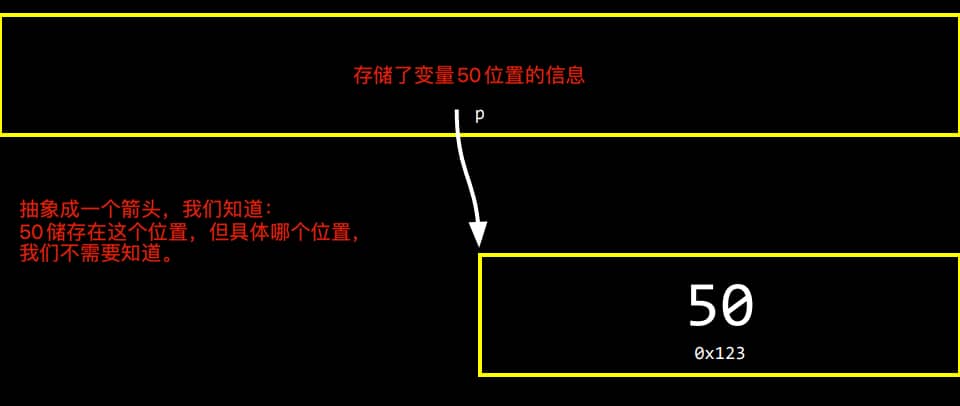 存储了变量50位置的信息
p
抽象成一个箭头，我们知道：
50储存在这个位置，但具体哪个位置，
我们不需要知道。
50
0x123